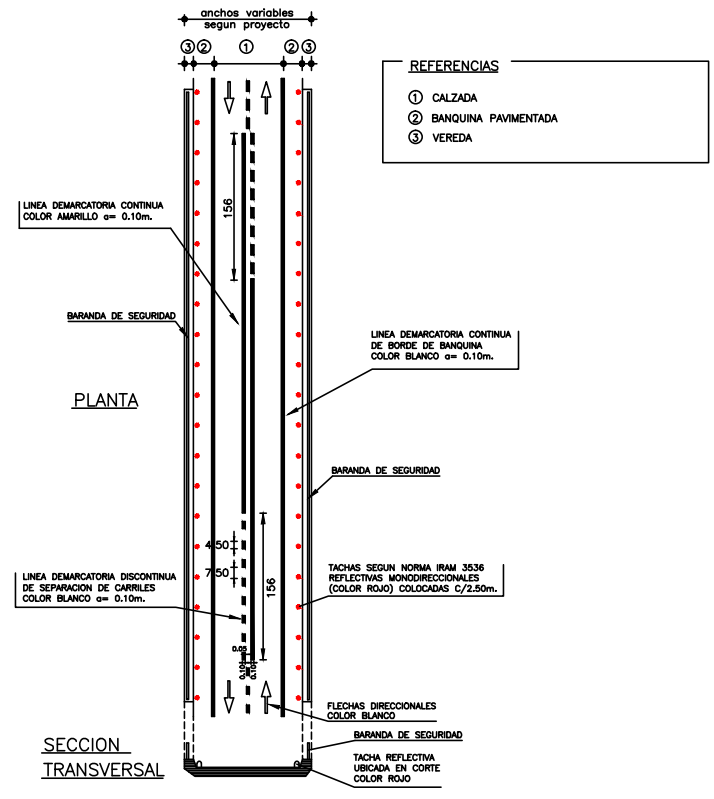 anchos variables
segun proyecto
3
2
1
2
3
REFERENCIAS
1 CALZADA
2 BANQUINA PAVIMENTADA
3 VEREDA
156
LINEA DEMARCATORIA CONTINUA
COLOR AMARILLO a= 0.10m.
BARANDA DE SEGURIDAD
LINEA DEMARCATORIA CONTINUA
DE BORDE DE BANQUINA
COLOR BLANCO a= 0.10m.
PLANTA
BARANDA DE SEGURIDAD
4.50
7.50
156
LINEA DEMARCATORIA DISCONTINUA
DE SEPARACION DE CARRILES
COLOR BLANCO a= 0.10m.
TACHAS SEGUN NORMA IRAM 3536
REFLECTIVAS MONODIRECCIONALES
(COLOR ROJO) COLOCADAS C/2.50m.
0.05
0.10
0.10
FLECHAS DIRECCIONALES
COLOR BLANCO
BARANDA DE SEGURIDAD
SECCION
TRANSVERSAL
TACHA REFLECTIVA
UBICADA EN CORTE
COLOR ROJO